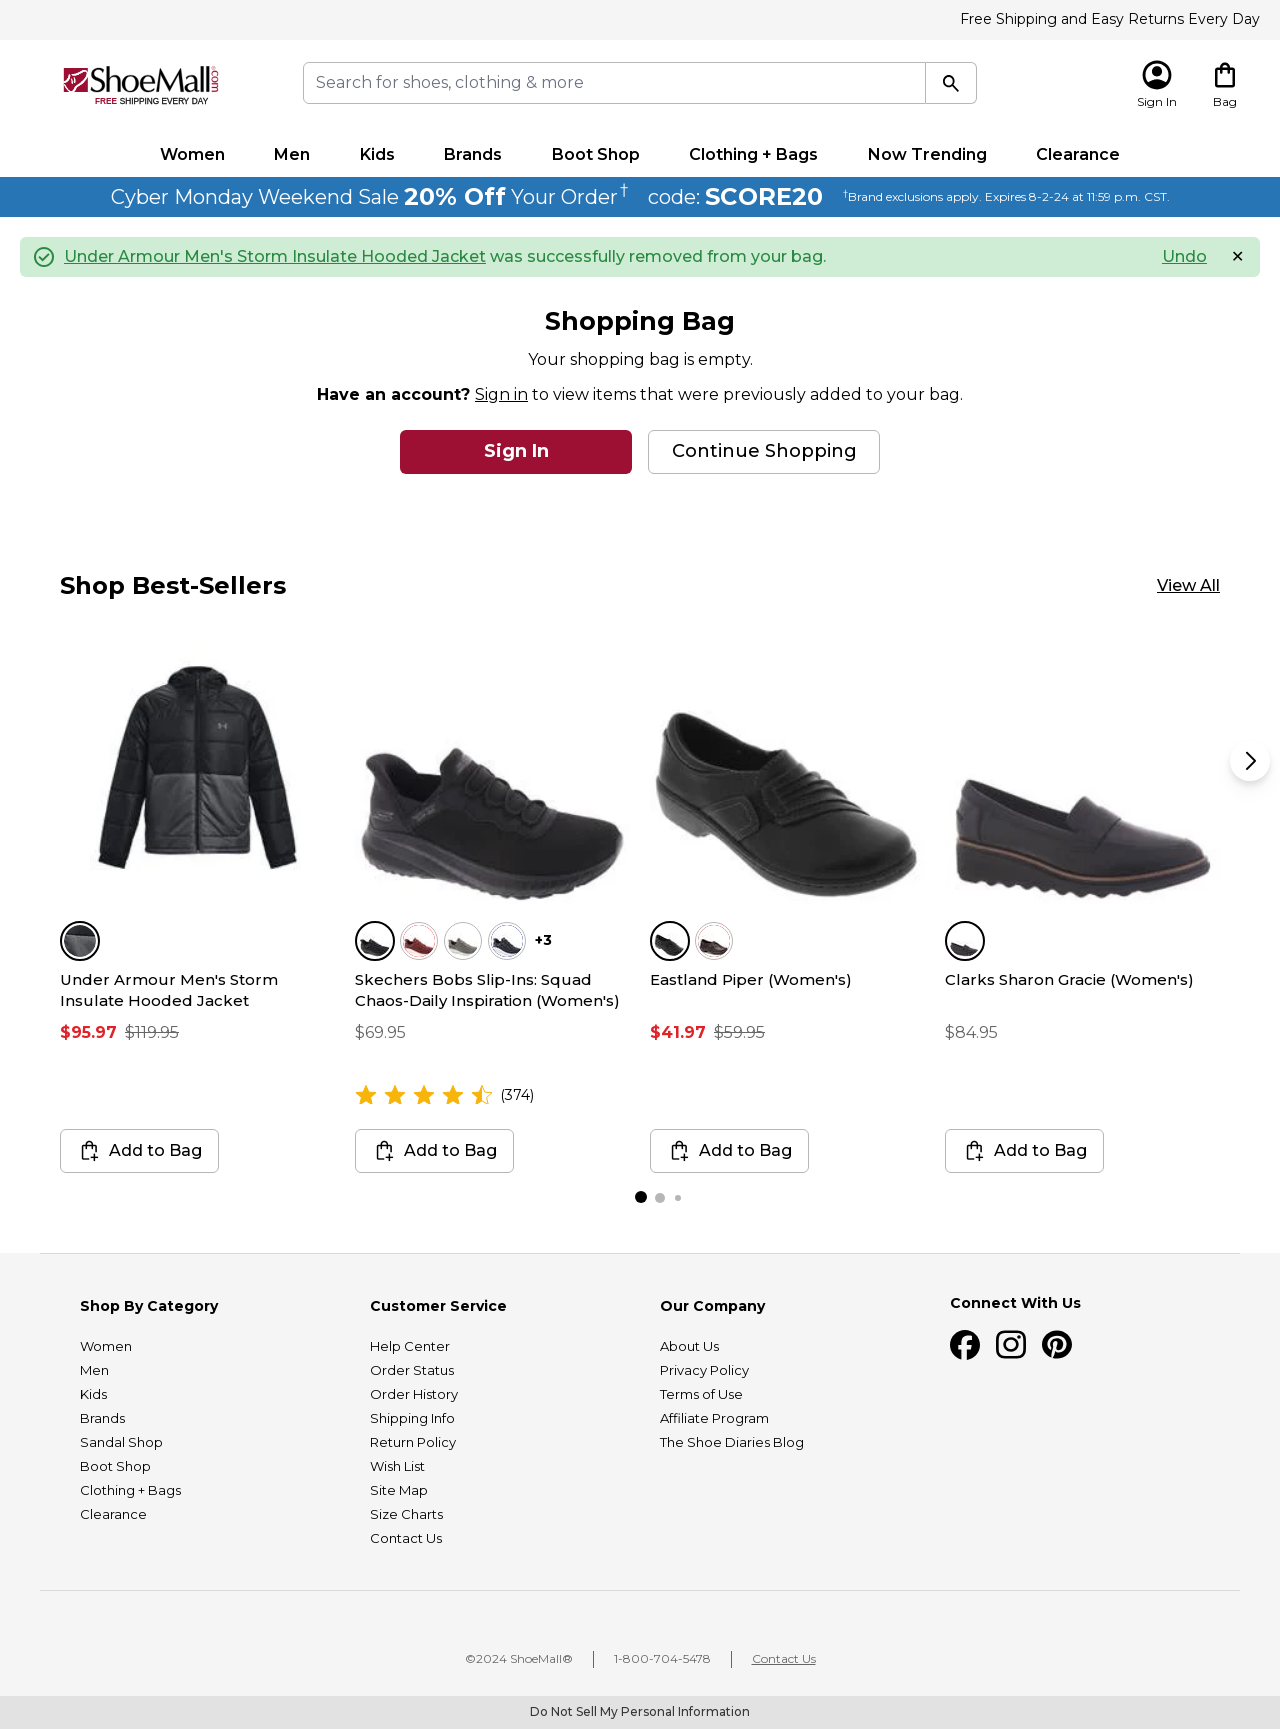 Free Shipping and Easy Returns Every Day
ShoeMall®.com
FREE SHIPPING EVERY DAY
Search for shoes, clothing & more
Sign In
Bag
Women
Men
Kids
Brands
Boot Shop
Clothing + Bags
Now Trending
Clearance
Cyber Monday Weekend Sale 20% Off Your Order† code: SCORE20 †Brand exclusions apply. Expires 8-2-24 at 11:59 p.m. CST.
Under Armour Men's Storm Insulate Hooded Jacket was successfully removed from your bag.
Undo
Shopping Bag
Your shopping bag is empty.
Have an account? Sign in to view items that were previously added to your bag.
Sign In
Continue Shopping
Shop Best-Sellers
View All
Under Armour Men's Storm
Insulate Hooded Jacket
$95.97 $119.95
Add to Bag
+3
Skechers Bobs Slip-Ins: Squad
Chaos-Daily Inspiration (Women's)
$69.95
(374)
Add to Bag
Eastland Piper (Women's)
$41.97 $59.95
Add to Bag
Clarks Sharon Gracie (Women's)
$84.95
Add to Bag
Shop By Category
Women
Men
Kids
Brands
Sandal Shop
Boot Shop
Clothing + Bags
Clearance
Customer Service
Help Center
Order Status
Order History
Shipping Info
Return Policy
Wish List
Site Map
Size Charts
Contact Us
Our Company
About Us
Privacy Policy
Terms of Use
Affiliate Program
The Shoe Diaries Blog
Connect With Us
©2024 ShoeMall®
1-800-704-5478
Contact Us
Do Not Sell My Personal Information